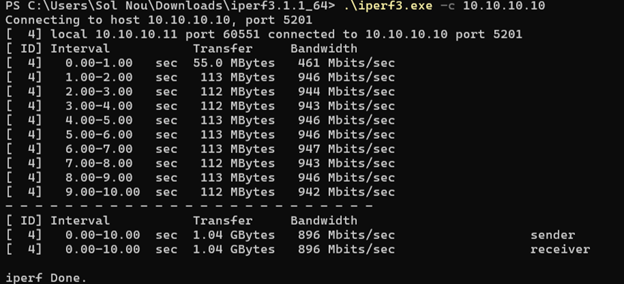 PS C:\Users\Sol Nou\Downloads\iperf3.1.1_64> .\iperf3.exe -c 10.10.10.10
Connecting to host 10.10.10.10, port 5201
[  4] local 10.10.10.11 port 60551 connected to 10.10.10.10 port 5201
[ ID] Interval           Transfer     Bandwidth
[  4]   0.00-1.00   sec  55.0 MBytes   461 Mbits/sec
[  4]   1.00-2.00   sec   113 MBytes   946 Mbits/sec
[  4]   2.00-3.00   sec   112 MBytes   944 Mbits/sec
[  4]   3.00-4.00   sec   112 MBytes   943 Mbits/sec
[  4]   4.00-5.00   sec   113 MBytes   946 Mbits/sec
[  4]   5.00-6.00   sec   113 MBytes   946 Mbits/sec
[  4]   6.00-7.00   sec   113 MBytes   947 Mbits/sec
[  4]   7.00-8.00   sec   112 MBytes   943 Mbits/sec
[  4]   8.00-9.00   sec   113 MBytes   946 Mbits/sec
[  4]   9.00-10.00  sec   112 MBytes   942 Mbits/sec
- - - - - - - - - - - - - - - - - - - - - - - - -
[ ID] Interval           Transfer     Bandwidth
[  4]   0.00-10.00  sec  1.04 GBytes   896 Mbits/sec                  sender
[  4]   0.00-10.00  sec  1.04 GBytes   896 Mbits/sec                  receiver
iperf Done.